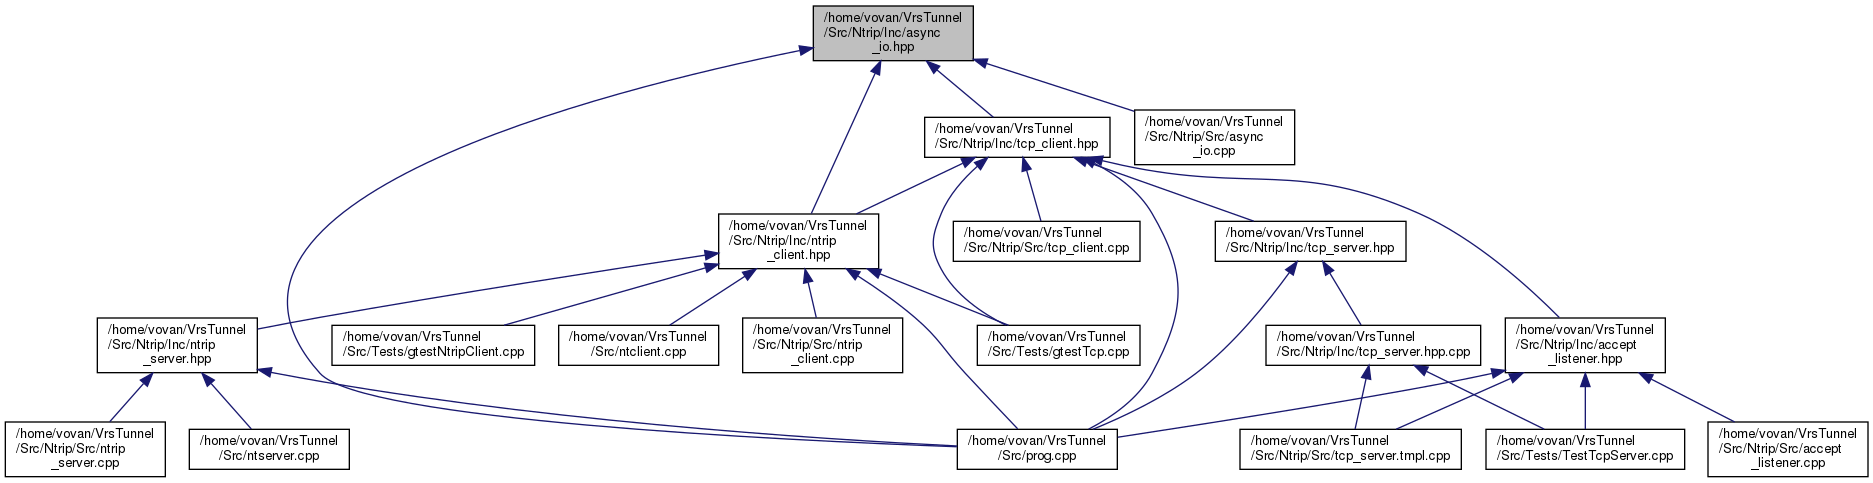 /home/vovan/VrsTunnel
/Src/Ntrip/Inc/async
_io.hpp
/home/vovan/VrsTunnel
/Src/Ntrip/Inc/tcp_client.hpp
/home/vovan/VrsTunnel
/Src/Ntrip/Src/async
_io.cpp
/home/vovan/VrsTunnel
/Src/Ntrip/Inc/ntrip
_client.hpp
/home/vovan/VrsTunnel
/Src/Ntrip/Src/tcp_client.cpp
/home/vovan/VrsTunnel
/Src/Ntrip/Inc/tcp_server.hpp
/home/vovan/VrsTunnel
/Src/Ntrip/Inc/ntrip
_server.hpp
/home/vovan/VrsTunnel
/Src/Tests/gtestNtripClient.cpp
/home/vovan/VrsTunnel
/Src/ntclient.cpp
/home/vovan/VrsTunnel
/Src/Ntrip/Src/ntrip
_client.cpp
/home/vovan/VrsTunnel
/Src/Tests/gtestTcp.cpp
/home/vovan/VrsTunnel
/Src/Ntrip/Inc/tcp_server.hpp.cpp
/home/vovan/VrsTunnel
/Src/Ntrip/Inc/accept
_listener.hpp
/home/vovan/VrsTunnel
/Src/Ntrip/Src/ntrip
_server.cpp
/home/vovan/VrsTunnel
/Src/ntserver.cpp
/home/vovan/VrsTunnel
/Src/prog.cpp
/home/vovan/VrsTunnel
/Src/Ntrip/Src/tcp_server.tmpl.cpp
/home/vovan/VrsTunnel
/Src/Tests/TestTcpServer.cpp
/home/vovan/VrsTunnel
/Src/Ntrip/Src/accept
_listener.cpp